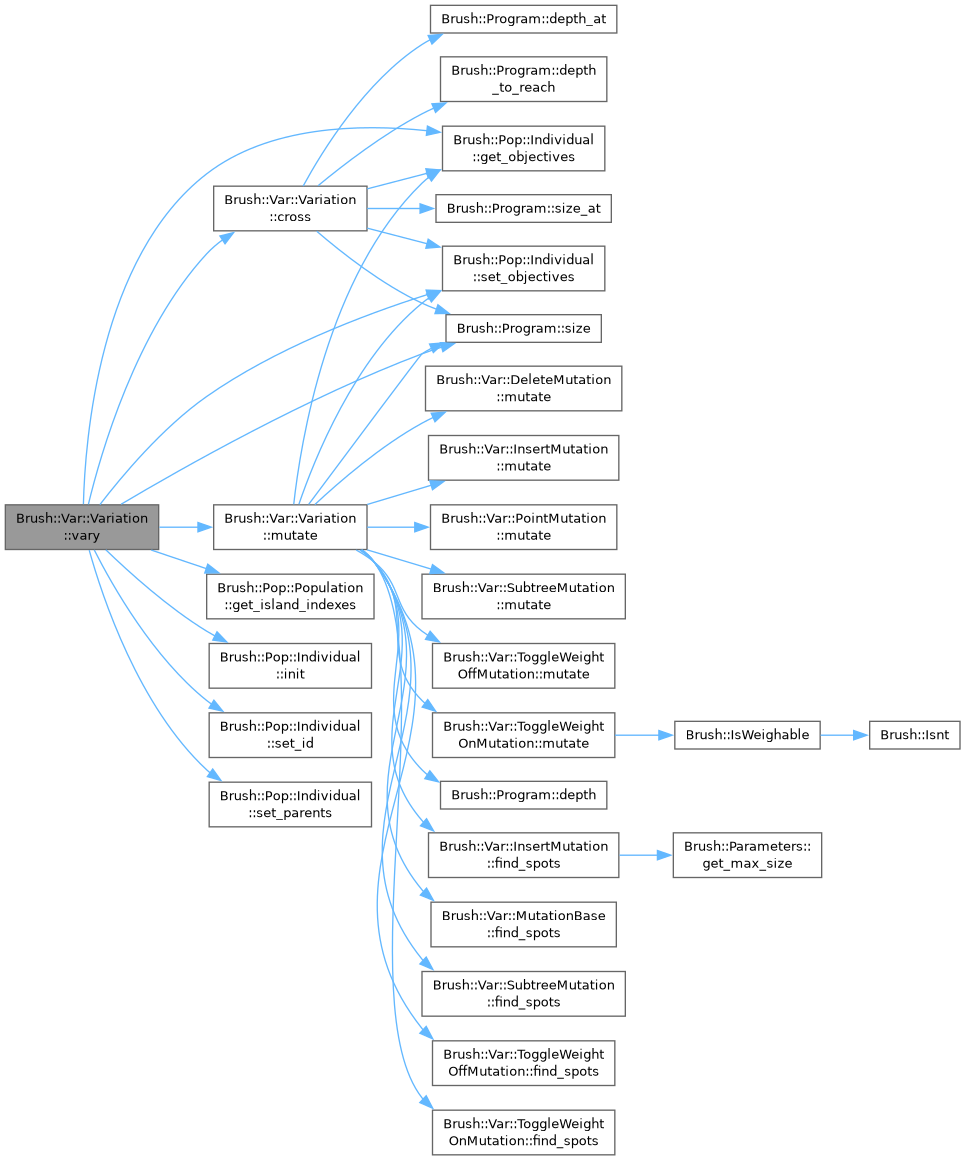 Brush::Program::depth_at
Brush::Program::depth
_to_reach
Brush::Pop::Individual
::get_objectives
Brush::Var::Variation
::cross
Brush::Program::size_at
Brush::Pop::Individual
::set_objectives
Brush::Program::size
Brush::Var::DeleteMutation
::mutate
Brush::Var::InsertMutation
::mutate
Brush::Var::Variation
::vary
Brush::Var::Variation
::mutate
Brush::Var::PointMutation
::mutate
Brush::Pop::Population
::get_island_indexes
Brush::Var::SubtreeMutation
::mutate
Brush::Pop::Individual
::init
Brush::Var::ToggleWeight
OffMutation::mutate
Brush::Pop::Individual
::set_id
Brush::Var::ToggleWeight
OnMutation::mutate
Brush::IsWeighable
Brush::Isnt
Brush::Pop::Individual
::set_parents
Brush::Program::depth
Brush::Var::InsertMutation
::find_spots
Brush::Parameters::
get_max_size
Brush::Var::MutationBase
::find_spots
Brush::Var::SubtreeMutation
::find_spots
Brush::Var::ToggleWeight
OffMutation::find_spots
Brush::Var::ToggleWeight
OnMutation::find_spots